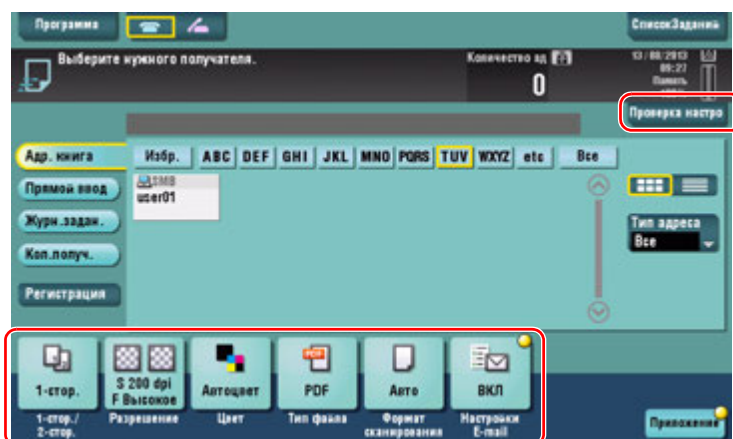 Программа
СписокЗаданий
Выберите нужного получателя.
Количество ад
0
13/08/2013
09:27
Память
Проверка настро
Адр. книга
Избр.
ABC
DEF
GHI
JKL
MNO
PQRS
TUV
WXYZ
etc
Все
Прямой ввод
SMB
user01
Тип адреса
Все
Журн.задан.
Коп.получ.
Регистрация
1-стор.
S 200 dpi
F Высокое
Автоцвет
PDF
Авто
ВКЛ
1-стор./
2-стор.
Разрешение
Цвет
Тип файла
Формат
сканирования
Настройки
E-mail
Приложение